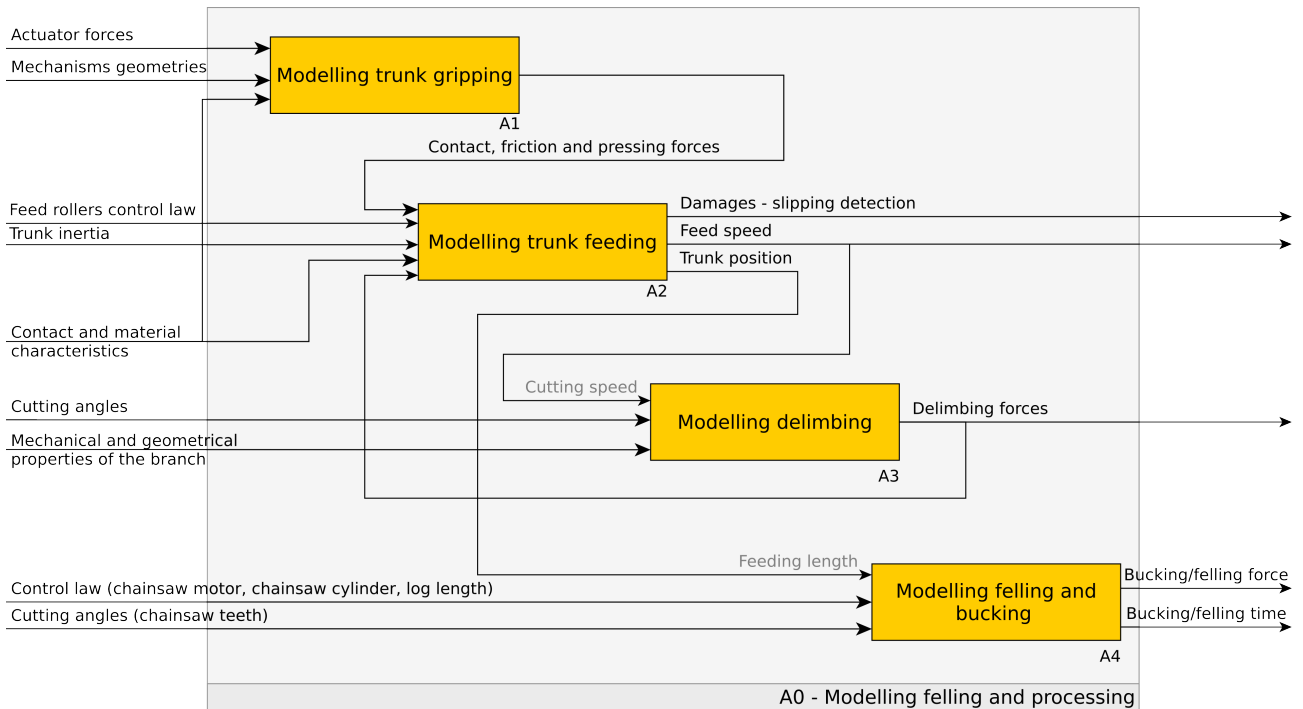 Actuator forces
Mechanisms geometries
Modelling trunk gripping
A1
Contact, friction and pressing forces
Feed rollers control law
Trunk inertia
Modelling trunk feeding
A2
Damages - slipping detection
Feed speed
Trunk position
Contact and material
characteristics
Cutting speed
Cutting angles
Mechanical and geometrical
properties of the branch
Modelling delimbing
A3
Delimbing forces
Feeding length
Control law (chainsaw motor, chainsaw cylinder, log length)
Cutting angles (chainsaw teeth)
Modelling felling and
bucking
A4
Bucking/felling force
Bucking/felling time
A0 - Modelling felling and processing